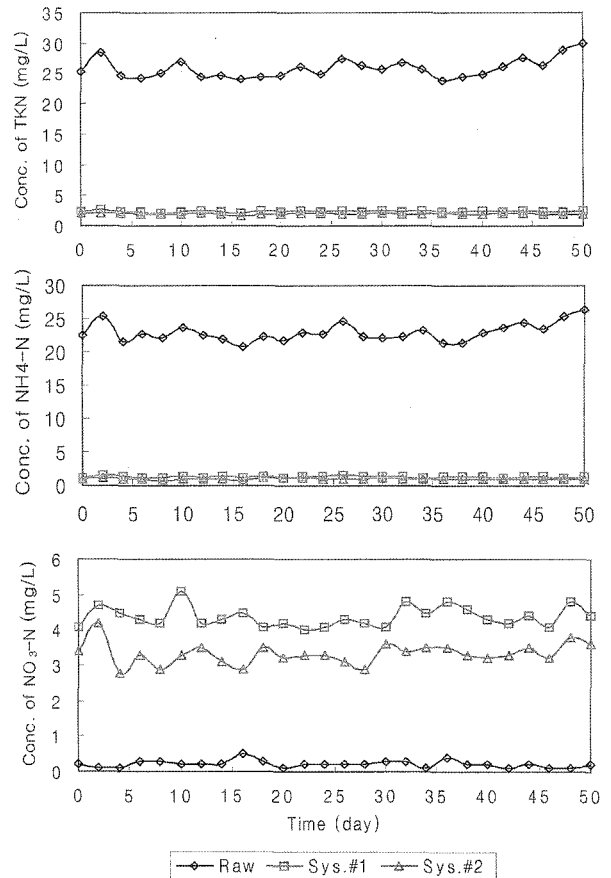 Conc. of TKN (mg/L)
35
30
25
20
15
10
5
0
0 5 10 15 20 25 30 35 40 45 50
Conc. of NH4-N (mg/L)
30
25
20
15
10
5
0
0 5 10 15 20 25 30 35 40 45 50
Conc. of NO3-N (mg/L)
6
5
4
3
2
1
0
0 5 10 15 20 25 30 35 40 45 50
Time (day)
Raw Sys.#1 Sys.#2